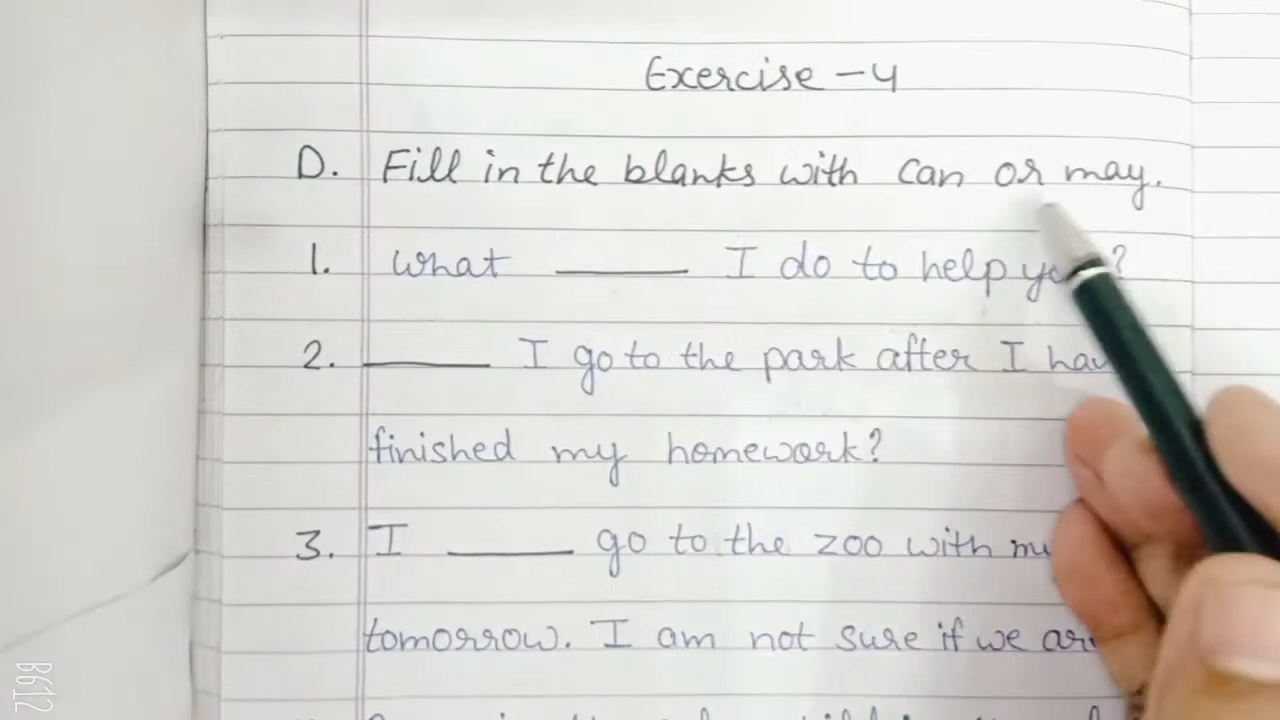 Exercise - 4
D. Fill in the blanks with can or may.
1. What ______ I do to help ?
2. ______ I go to the park after I
finished my homework?
3. I ______ go to the zoo with
tomorrow. I am not sure if we
B612